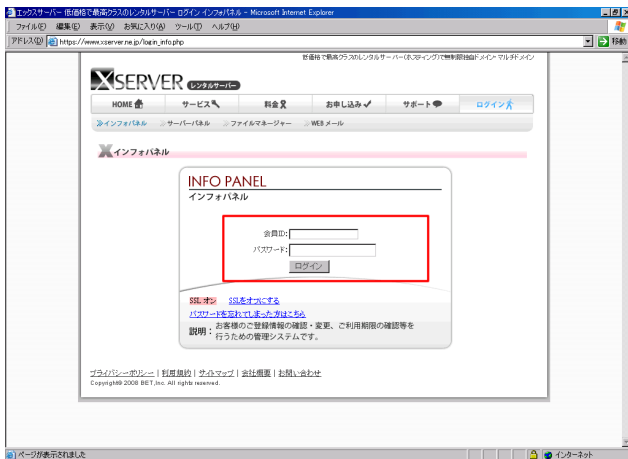 エックスサーバー 低価格で最高クラスのレンタルサーバー ログインインフォパネル - Microsoft Internet Explorer
ファイル(F) 編集(E) 表示(V) お気に入り(A) ツール(T) ヘルプ(H)
アドレス(D) https://www.xserver.ne.jp/login_info.php 移動
低価格で最高クラスのレンタルサーバー(ホスティング)で無制限独自ドメイン・マルチドメイン
XSERVER レンタルサーバー
HOME サービス 料金 お申し込み サポート ログイン
インフォパネル サーバーパネル ファイルマネージャー WEBメール
インフォパネル
INFO PANEL
インフォパネル
会員ID:
パスワード:
ログイン
SSL オン SSLをオフにする
パスワードを忘れてしまった方はこちら
説明： お客様のご登録情報の確認・変更、ご利用期限の確認等を
行うための管理システムです。
プライバシーポリシー | 利用規約 | サイトマップ | 会社概要 | お問い合わせ
Copyright© 2008 BET,Inc. All rights reserved.
ページが表示されました インターネット